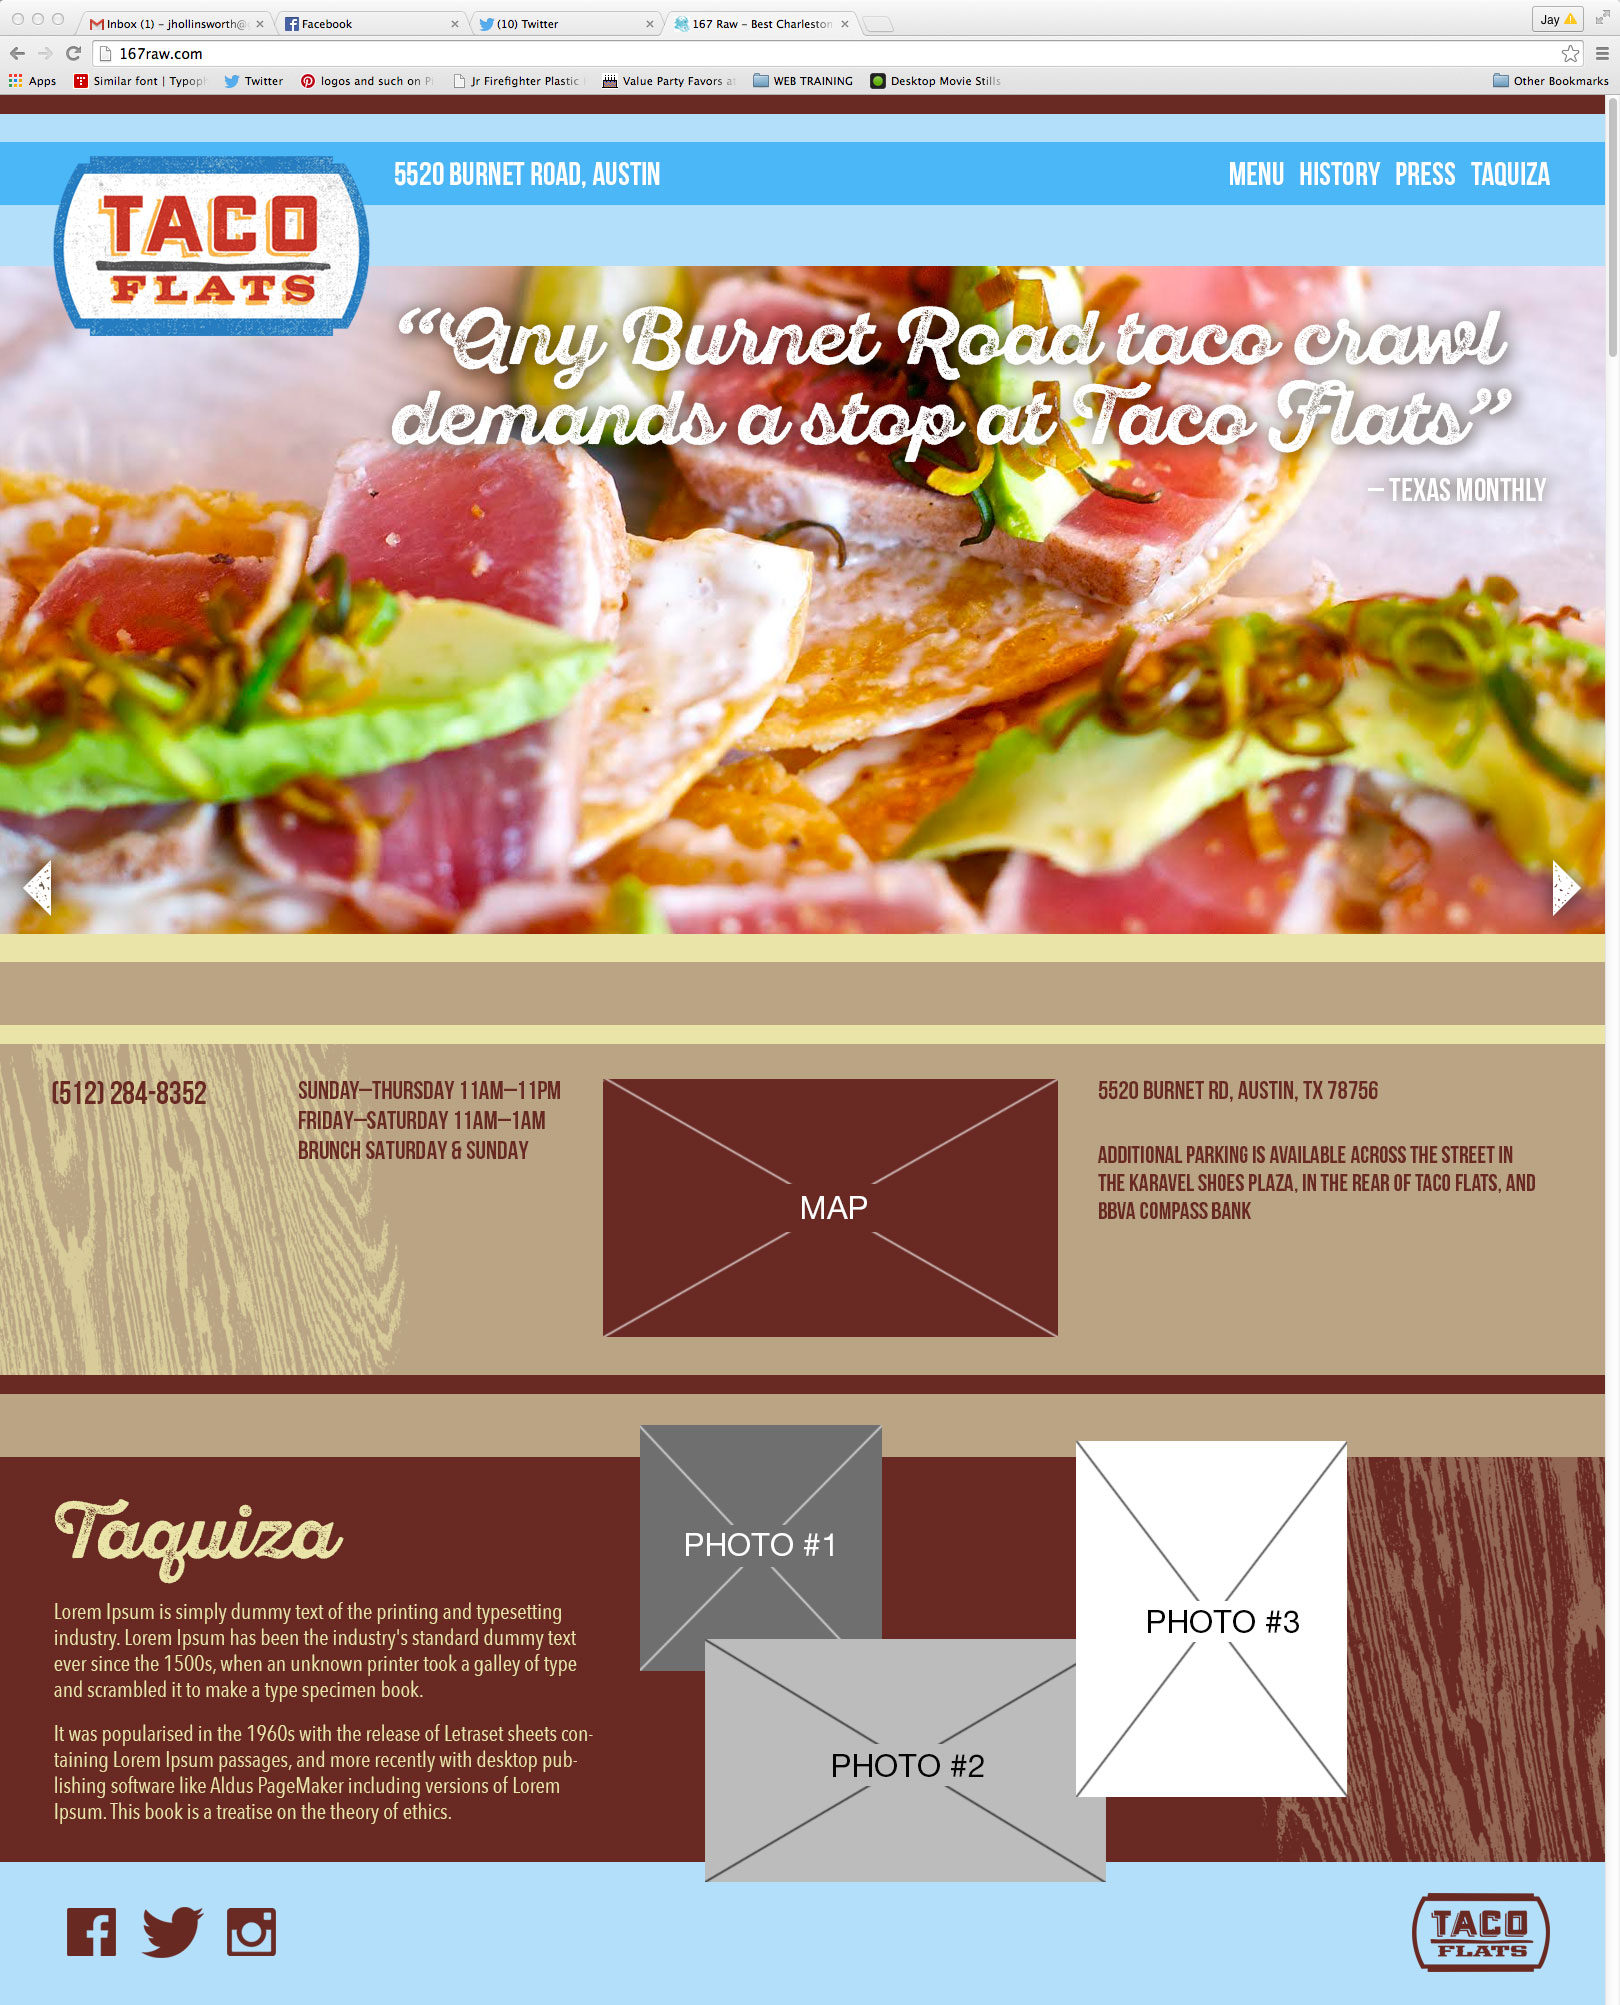 Inbox (1) – jhollinsworth@
Facebook
(10) Twitter
167 Raw – Best Charleston
Jay
167raw.com
Apps
Similar font | Typoph
Twitter
logos and such on P
Jr Firefighter Plastic
Value Party Favors at
WEB TRAINING
Desktop Movie Stills
Other Bookmarks
TACO
FLATS
5520 BURNET ROAD, AUSTIN
MENU HISTORY PRESS TAQUIZA
“Any Burnet Road taco crawl
demands a stop at Taco Flats”
– TEXAS MONTHLY
(512) 284-8352
SUNDAY–THURSDAY 11AM–11PM
FRIDAY–SATURDAY 11AM–1AM
BRUNCH SATURDAY & SUNDAY
MAP
5520 BURNET RD, AUSTIN, TX 78756
ADDITIONAL PARKING IS AVAILABLE ACROSS THE STREET IN
THE KARAVEL SHOES PLAZA, IN THE REAR OF TACO FLATS, AND
BBVA COMPASS BANK
Taquiza
Lorem Ipsum is simply dummy text of the printing and typesetting
industry. Lorem Ipsum has been the industry's standard dummy text
ever since the 1500s, when an unknown printer took a galley of type
and scrambled it to make a type specimen book.
It was popularised in the 1960s with the release of Letraset sheets con-
taining Lorem Ipsum passages, and more recently with desktop pub-
lishing software like Aldus PageMaker including versions of Lorem
Ipsum. This book is a treatise on the theory of ethics.
PHOTO #1
PHOTO #2
PHOTO #3
TACO
FLATS